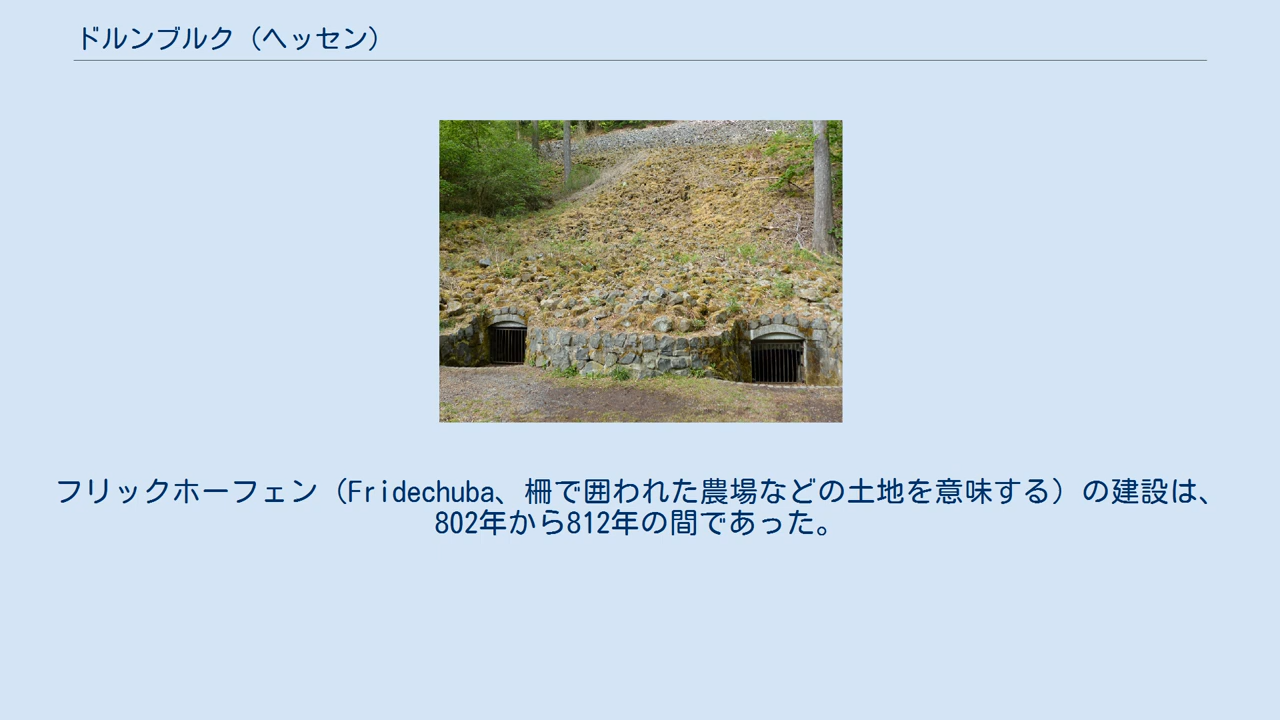 ドルンブルク（ヘッセン）
フリックホーフェン（Fridechuba、柵で囲われた農場などの土地を意味する）の建設は、
802年から812年の間であった。